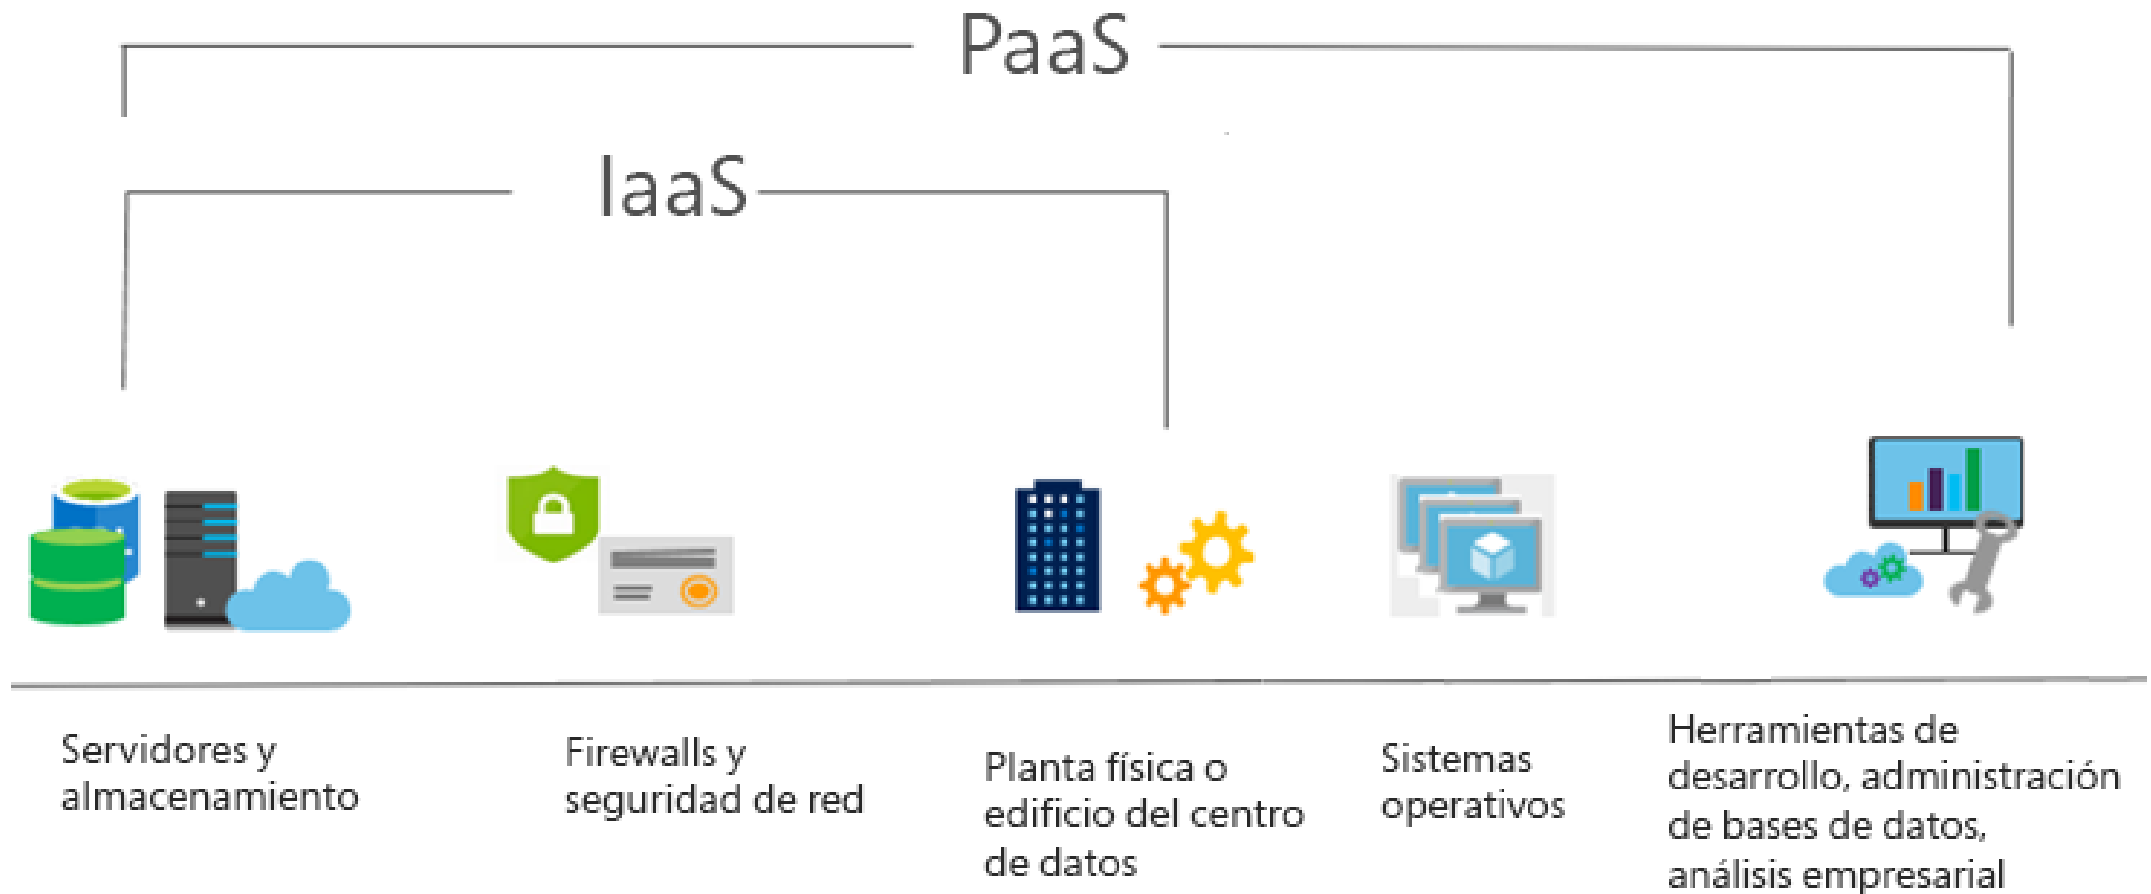 PaaS
IaaS
Servidores y
almacenamiento
Firewalls y
seguridad de red
Planta física o
edificio del centro
de datos
Sistemas
operativos
Herramientas de
desarrollo, administración
de bases de datos,
análisis empresarial